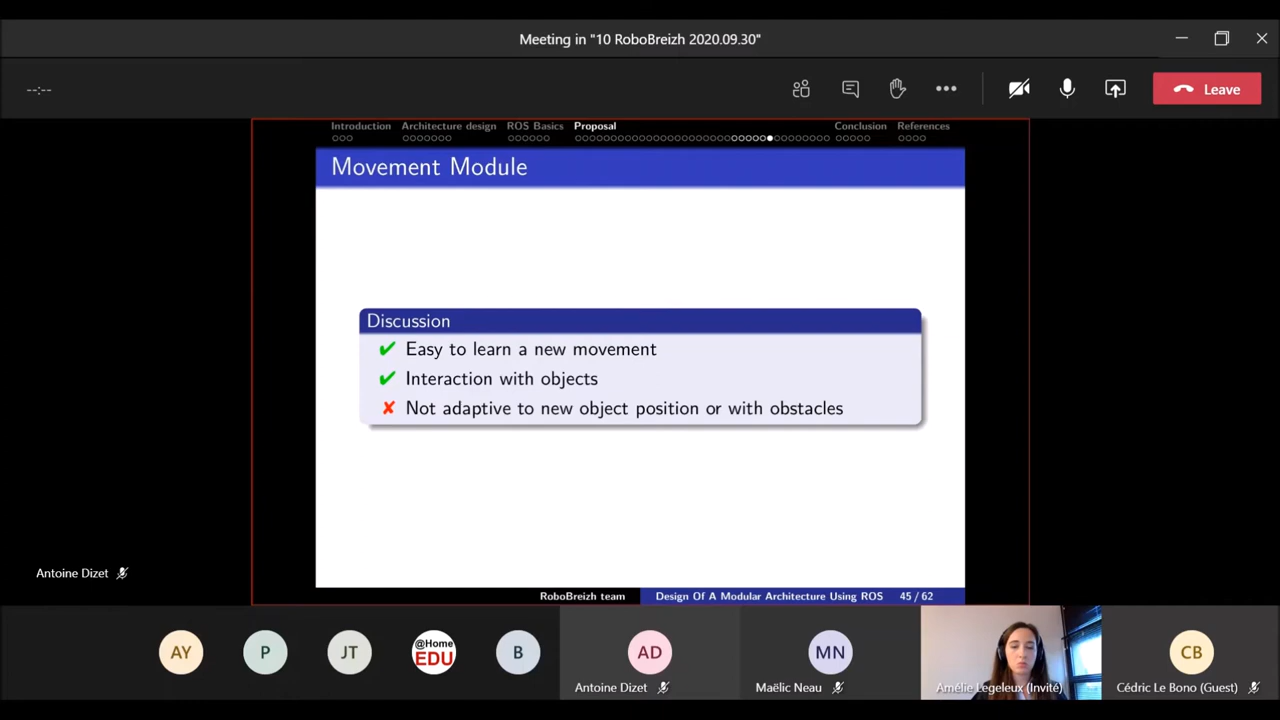 Meeting in "10 RoboBreizh 2020.09.30"
--:--
Leave
Introduction Architecture design ROS Basics Proposal Conclusion References
Movement Module
Discussion
✔ Easy to learn a new movement
✔ Interaction with objects
✘ Not adaptive to new object position or with obstacles
Antoine Dizet
RoboBreizh team Design Of A Modular Architecture Using ROS 45 / 62
AY P JT @Home EDU B AD MN CB
Antoine Dizet Maëlic Neau Amélie Legeleux (Invité) Cédric Le Bono (Guest)